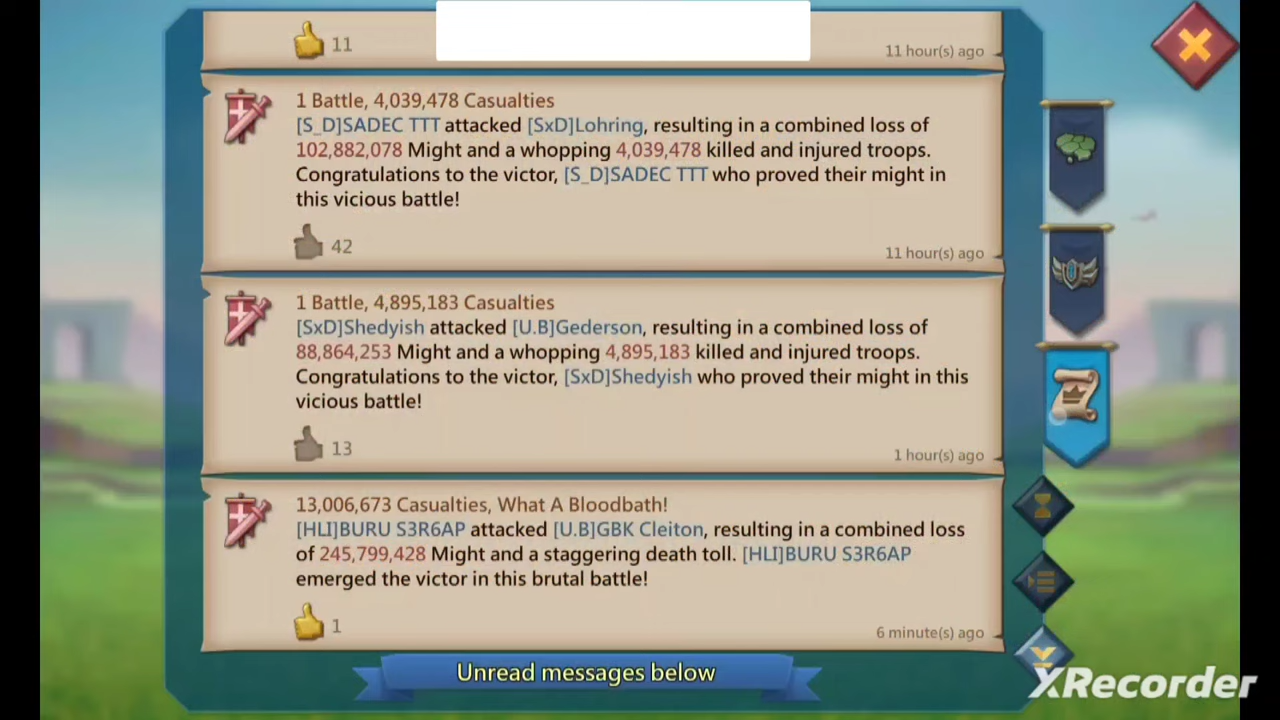 11
11 hour(s) ago
1 Battle, 4,039,478 Casualties
[S_D]SADEC TTT attacked [SxD]Lohring, resulting in a combined loss of
102,882,078 Might and a whopping 4,039,478 killed and injured troops.
Congratulations to the victor, [S_D]SADEC TTT who proved their might in
this vicious battle!
42
11 hour(s) ago
1 Battle, 4,895,183 Casualties
[SxD]Shedyish attacked [U.B]Gederson, resulting in a combined loss of
88,864,253 Might and a whopping 4,895,183 killed and injured troops.
Congratulations to the victor, [SxD]Shedyish who proved their might in this
vicious battle!
13
1 hour(s) ago
13,006,673 Casualties, What A Bloodbath!
[HLI]BURU S3R6AP attacked [U.B]GBK Cleiton, resulting in a combined loss
of 245,799,428 Might and a staggering death toll. [HLI]BURU S3R6AP
emerged the victor in this brutal battle!
1
6 minute(s) ago
Unread messages below
XRecorder